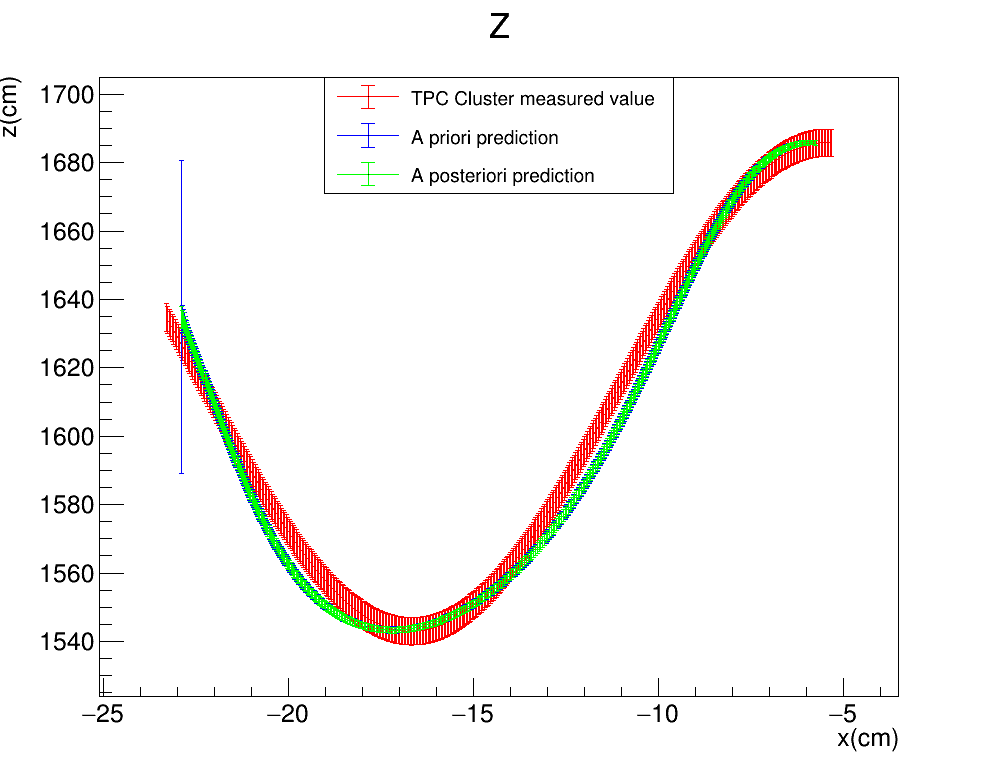 Z
z(cm)
1700
1680
1660
1640
1620
1600
1580
1560
1540
TPC Cluster measured value
A priori prediction
A posteriori prediction
−25 −20 −15 −10 −5
x(cm)